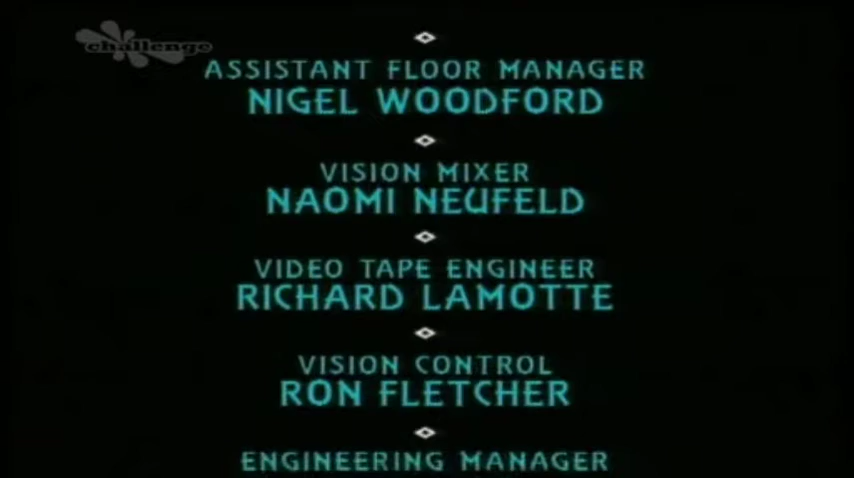 challenge
ASSISTANT FLOOR MANAGER
NIGEL WOODFORD
VISION MIXER
NAOMI NEUFELD
VIDEO TAPE ENGINEER
RICHARD LAMOTTE
VISION CONTROL
RON FLETCHER
ENGINEERING MANAGER